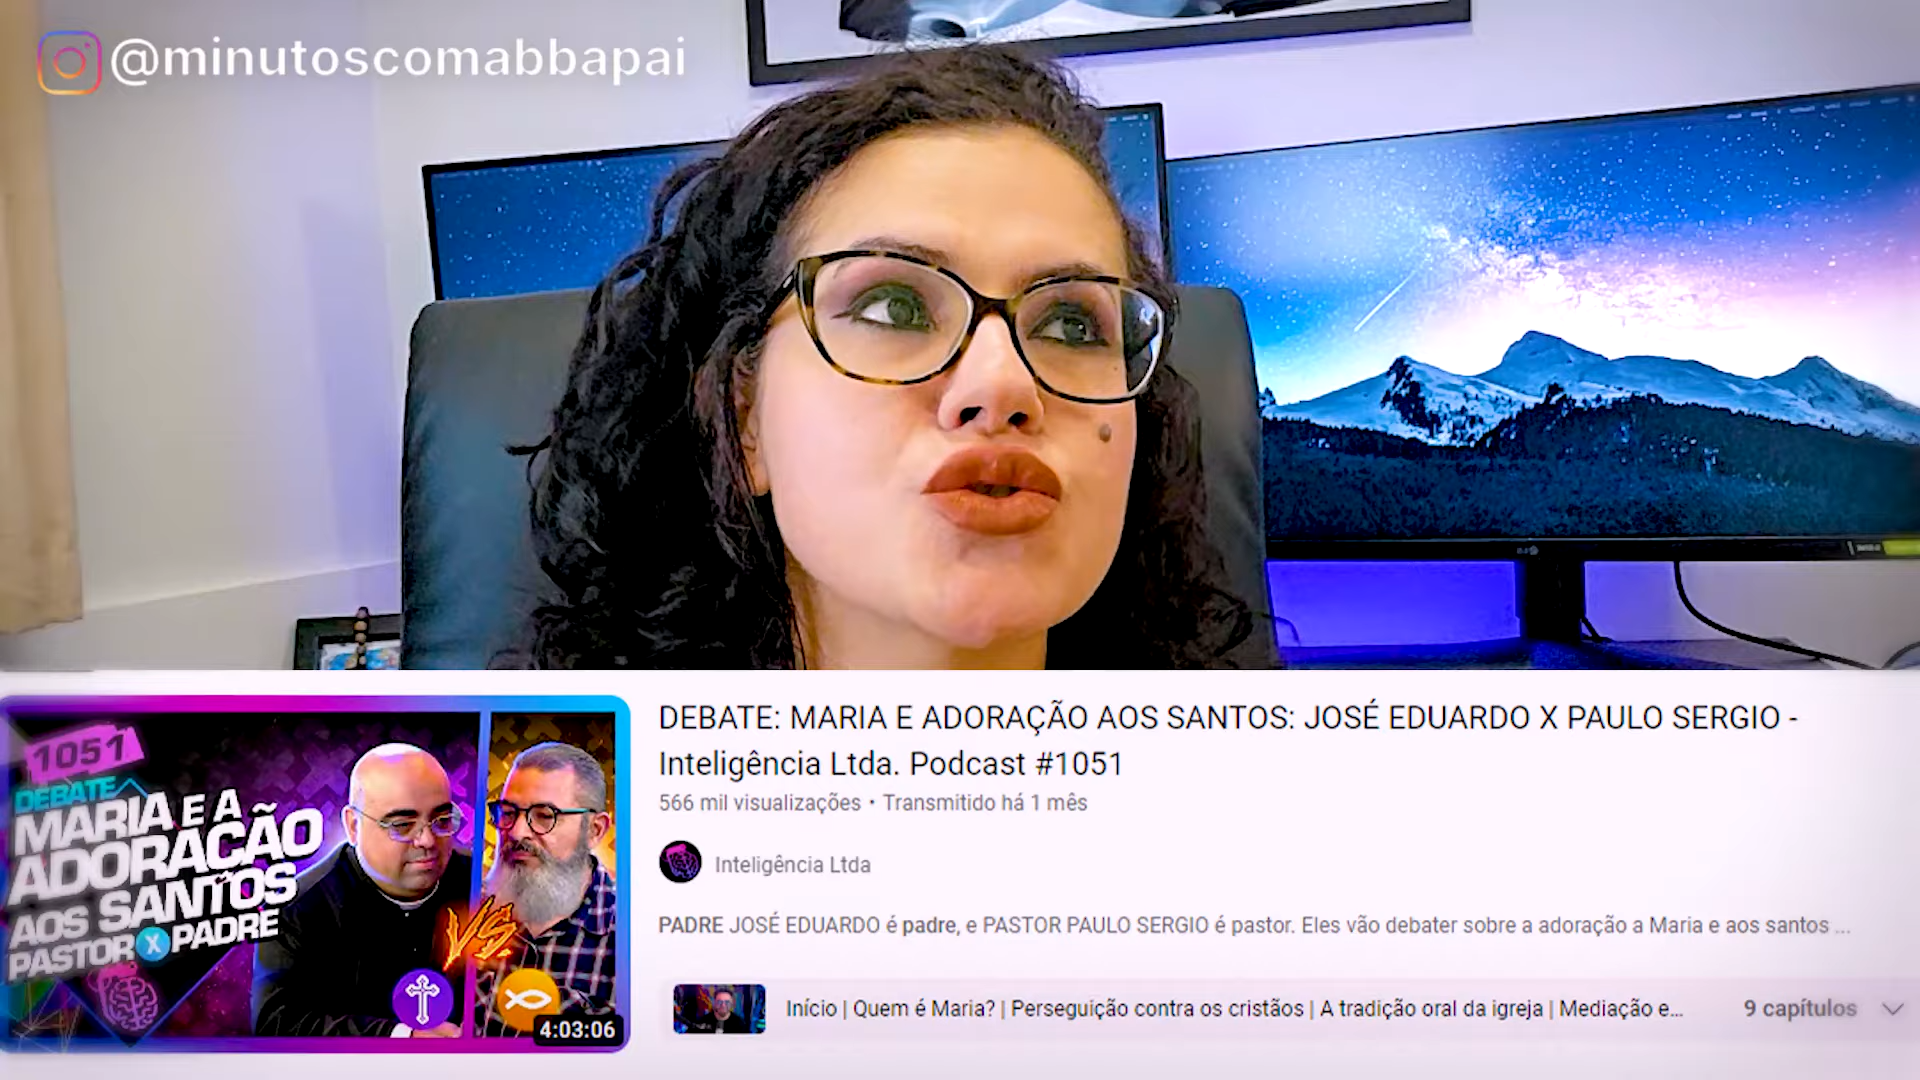 @minutoscomabbapai
DEBATE: MARIA E ADORAÇÃO AOS SANTOS: JOSÉ EDUARDO X PAULO SERGIO -
Inteligência Ltda. Podcast #1051
566 mil visualizações • Transmitido há 1 mês
Inteligência Ltda
PADRE JOSÉ EDUARDO é padre, e PASTOR PAULO SERGIO é pastor. Eles vão debater sobre a adoração a Maria e aos santos ...
Início | Quem é Maria? | Perseguição contra os cristãos | A tradição oral da igreja | Mediação e...
9 capítulos
1051
DEBATE
MARIA E A
ADORAÇÃO
AOS SANTOS
PASTOR X PADRE
VS
4:03:06